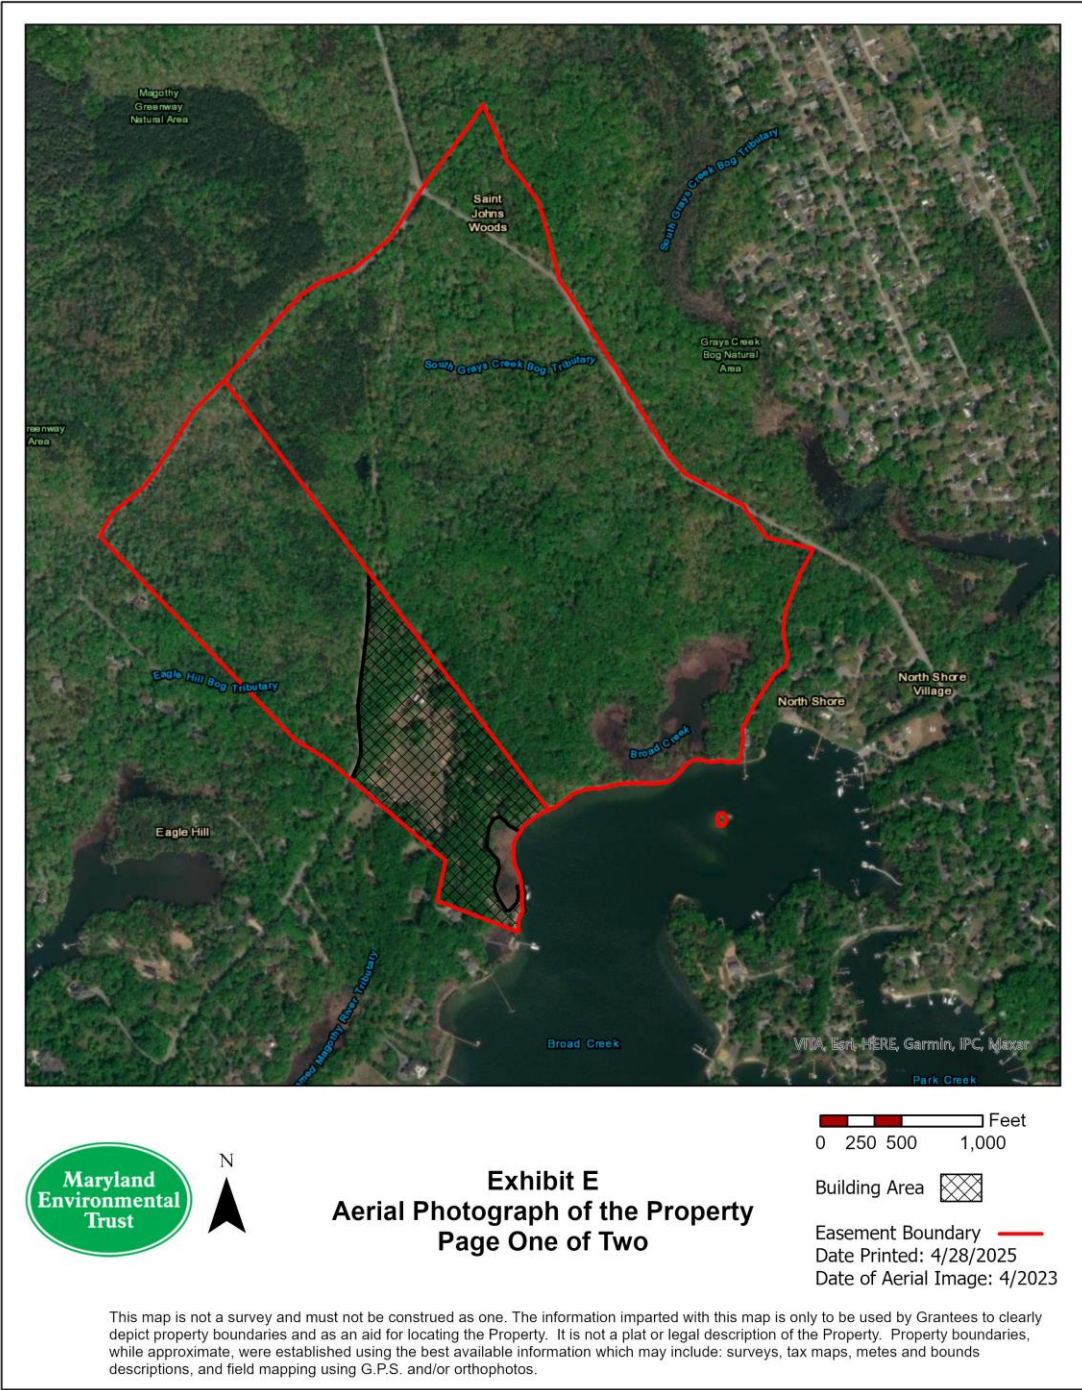 Magothy
Greenway
Natural Area
Saint
Johns
Woods
South Grays Creek Bog Tributary
South Grays Creek Bog Tributary
Grays Creek
Bog Natural
Area
reenway
Area
Eagle Hill Bog Tributary
North Shore
Village
North Shore
Broad Creek
Eagle Hill
amed Magothy River Tributary
Broad Creek
VITA, Esri, HERE, Garmin, IPC, Maxar
Park Creek
Maryland
Environmental
Trust
N
Exhibit E
Aerial Photograph of the Property
Page One of Two
Feet
0 250 500 1,000
Building Area
Easement Boundary
Date Printed: 4/28/2025
Date of Aerial Image: 4/2023
This map is not a survey and must not be construed as one. The information imparted with this map is only to be used by Grantees to clearly
depict property boundaries and as an aid for locating the Property. It is not a plat or legal description of the Property. Property boundaries,
while approximate, were established using the best available information which may include: surveys, tax maps, metes and bounds
descriptions, and field mapping using G.P.S. and/or orthophotos.